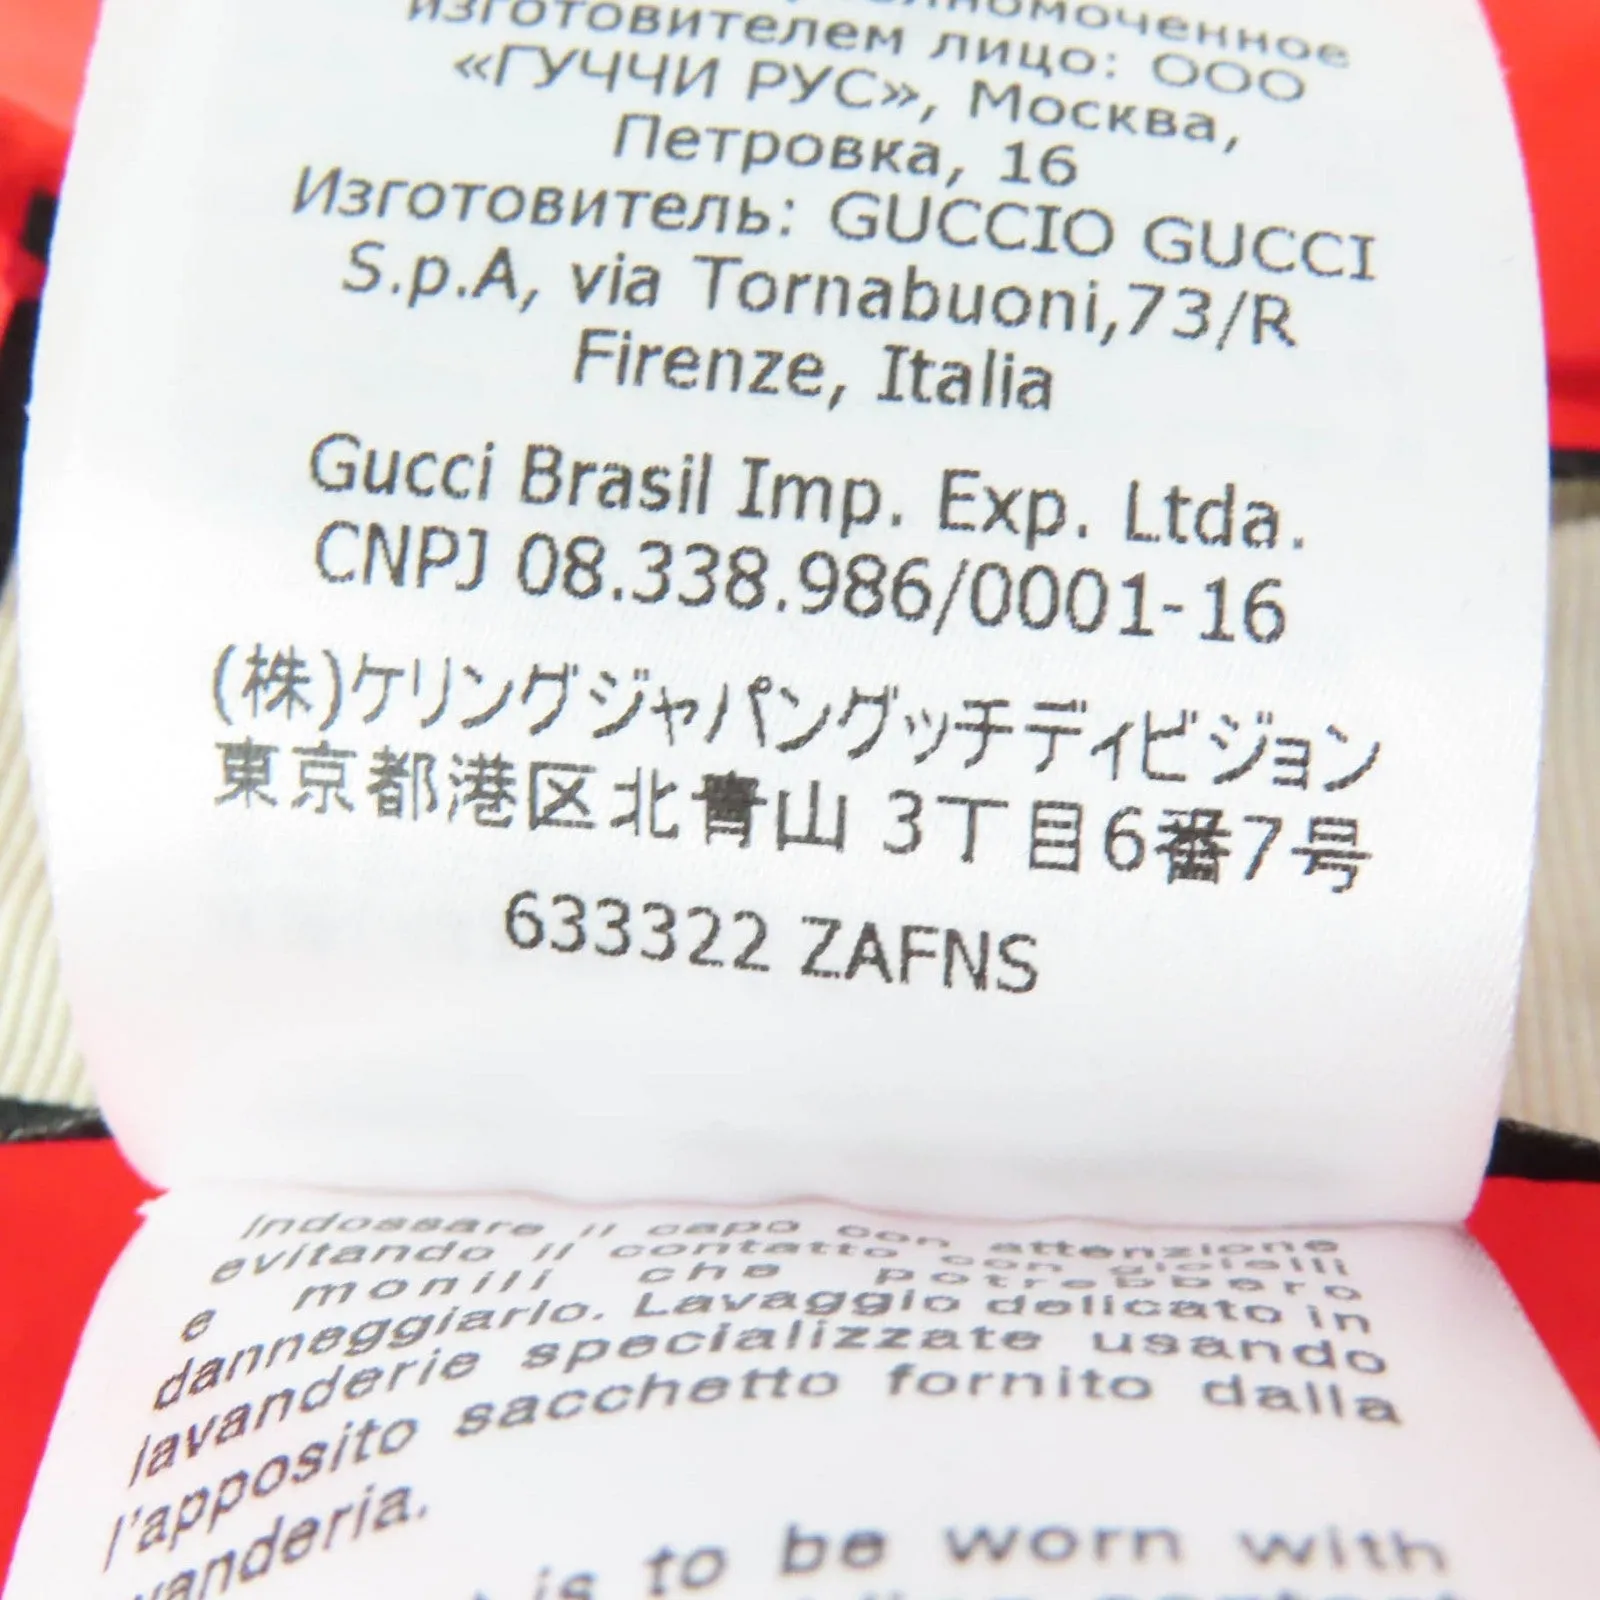 изготовителем лицо: ООО
«ГУЧЧИ РУС», Москва,
Петровка, 16
Изготовитель: GUCCIO GUCCI
S.p.A, via Tornabuoni,73/R
Firenze, Italia
Gucci Brasil Imp. Exp. Ltda.
CNPJ 08.338.986/0001-16
(株)ケリングジャパングッチディビジョン
東京都港区北青山 3丁目6番7号
633322 ZAFNS
Indossare il capo con attenzione
evitando il contatto con gioielli
e monili che potrebbero
danneggiarlo. Lavaggio delicato in
lavanderie specializzate usando
l'apposito sacchetto fornito dalla
vanderia.
is to be worn with